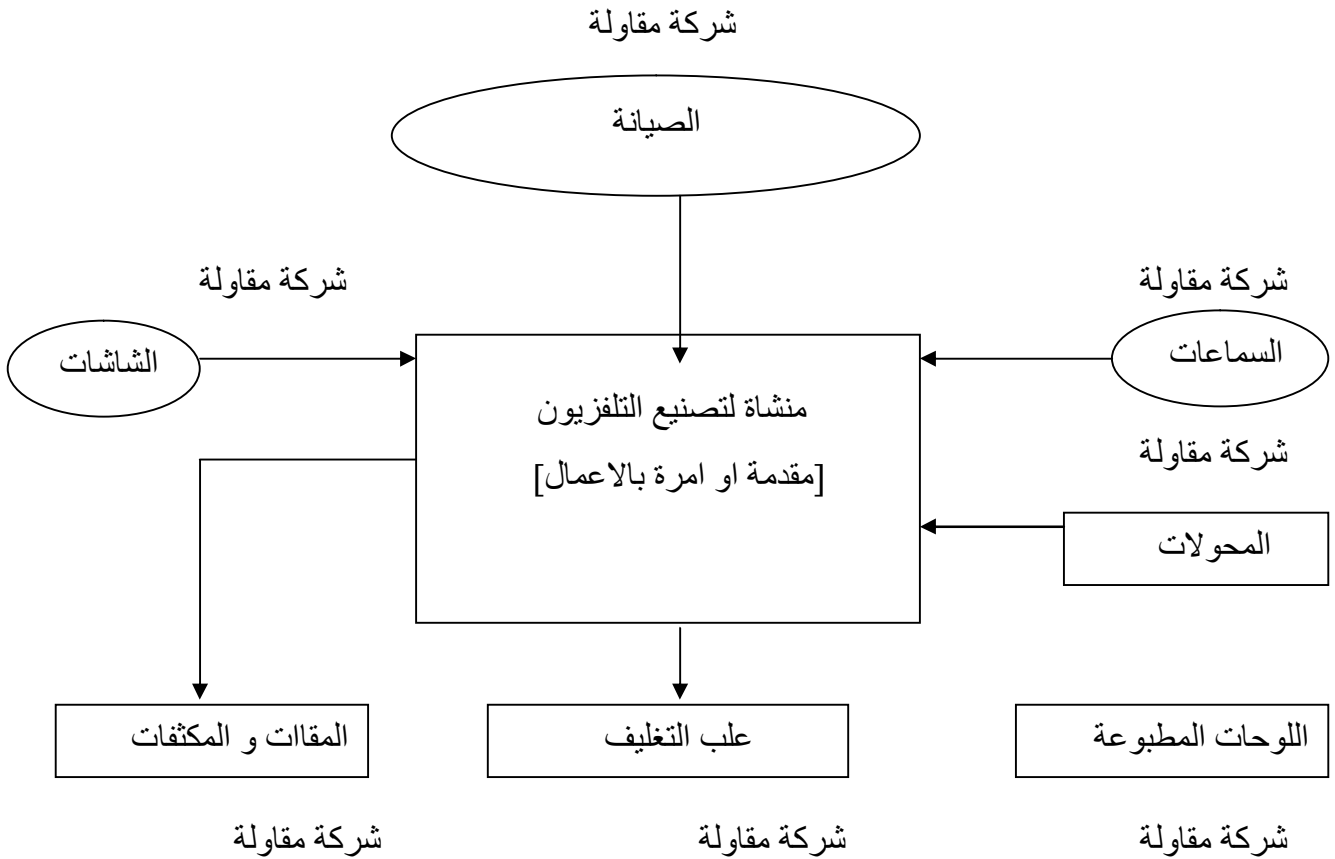 شركة مقاولة
الصيانة
شركة مقاولة
شركة مقاولة
السماعات
الشاشات
منشاة لتصنيع التلفزيون
[مقدمة او امرة بالاعمال]
شركة مقاولة
المحولات
اللوحات المطبوعة
علب التغليف
المقاات و المكثفات
شركة مقاولة
شركة مقاولة
شركة مقاولة